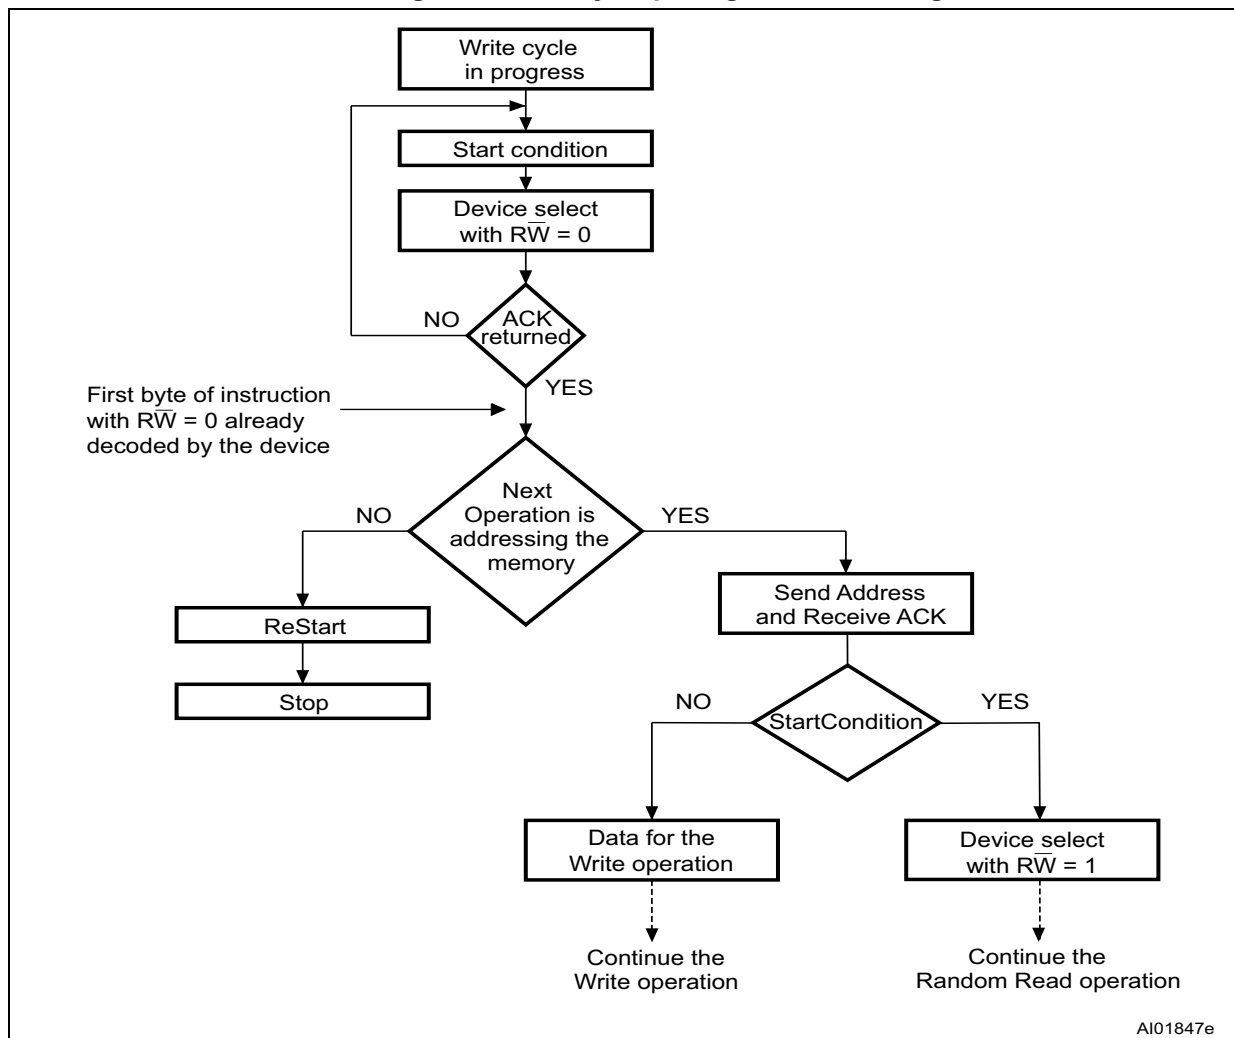 Write cycle
in progress
Start condition
Device select
with RW̅ = 0
ACK
returned
NO
YES
First byte of instruction
with RW̅ = 0 already
decoded by the device
Next
Operation is
addressing the
memory
NO
YES
ReStart
Stop
Send Address
and Receive ACK
StartCondition
NO
YES
Data for the
Write operation
Device select
with RW̅ = 1
Continue the
Write operation
Continue the
Random Read operation
AI01847e